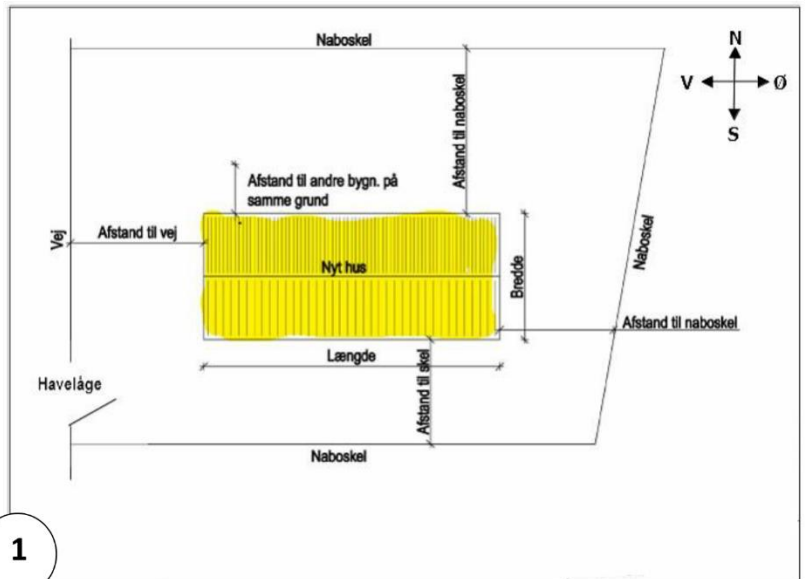 Naboskel
N
V
Ø
S
Afstand til naboskel
Afstand til andre bygn. på
samme grund
Vej
Afstand til vej
Naboskel
Nyt hus
Bredde
Afstand til naboskel
Længde
Afstand til skel
Havelåge
Naboskel
1